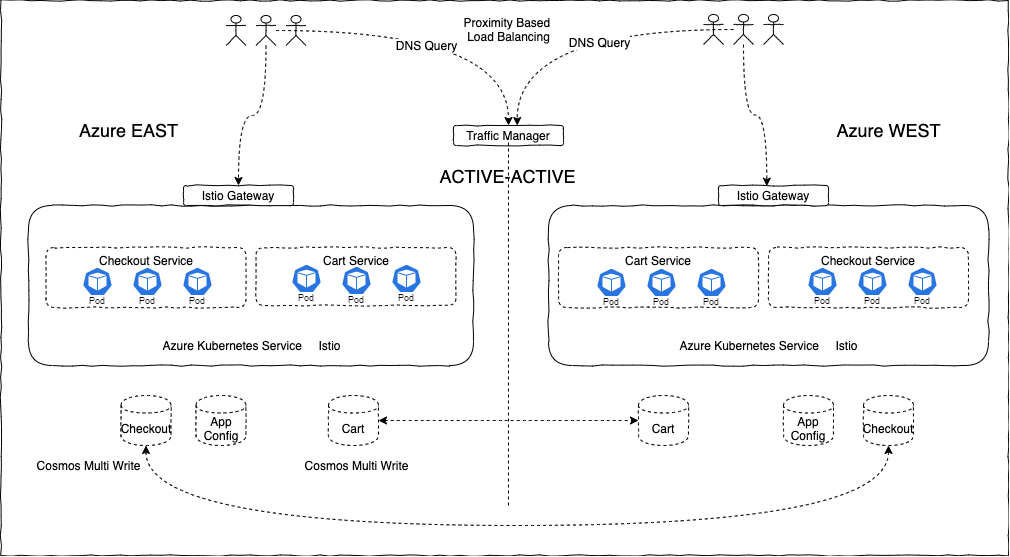 Proximity Based
Load Balancing
DNS Query
DNS Query
Azure EAST
Traffic Manager
Azure WEST
ACTIVE-ACTIVE
Istio Gateway
Istio Gateway
Checkout Service
Pod
Pod
Pod
Cart Service
Pod
Pod
Pod
Cart Service
Pod
Pod
Pod
Checkout Service
Pod
Pod
Pod
Azure Kubernetes Service Istio
Azure Kubernetes Service Istio
Checkout
App
Config
Cart
Cart
App
Config
Checkout
Cosmos Multi Write
Cosmos Multi Write